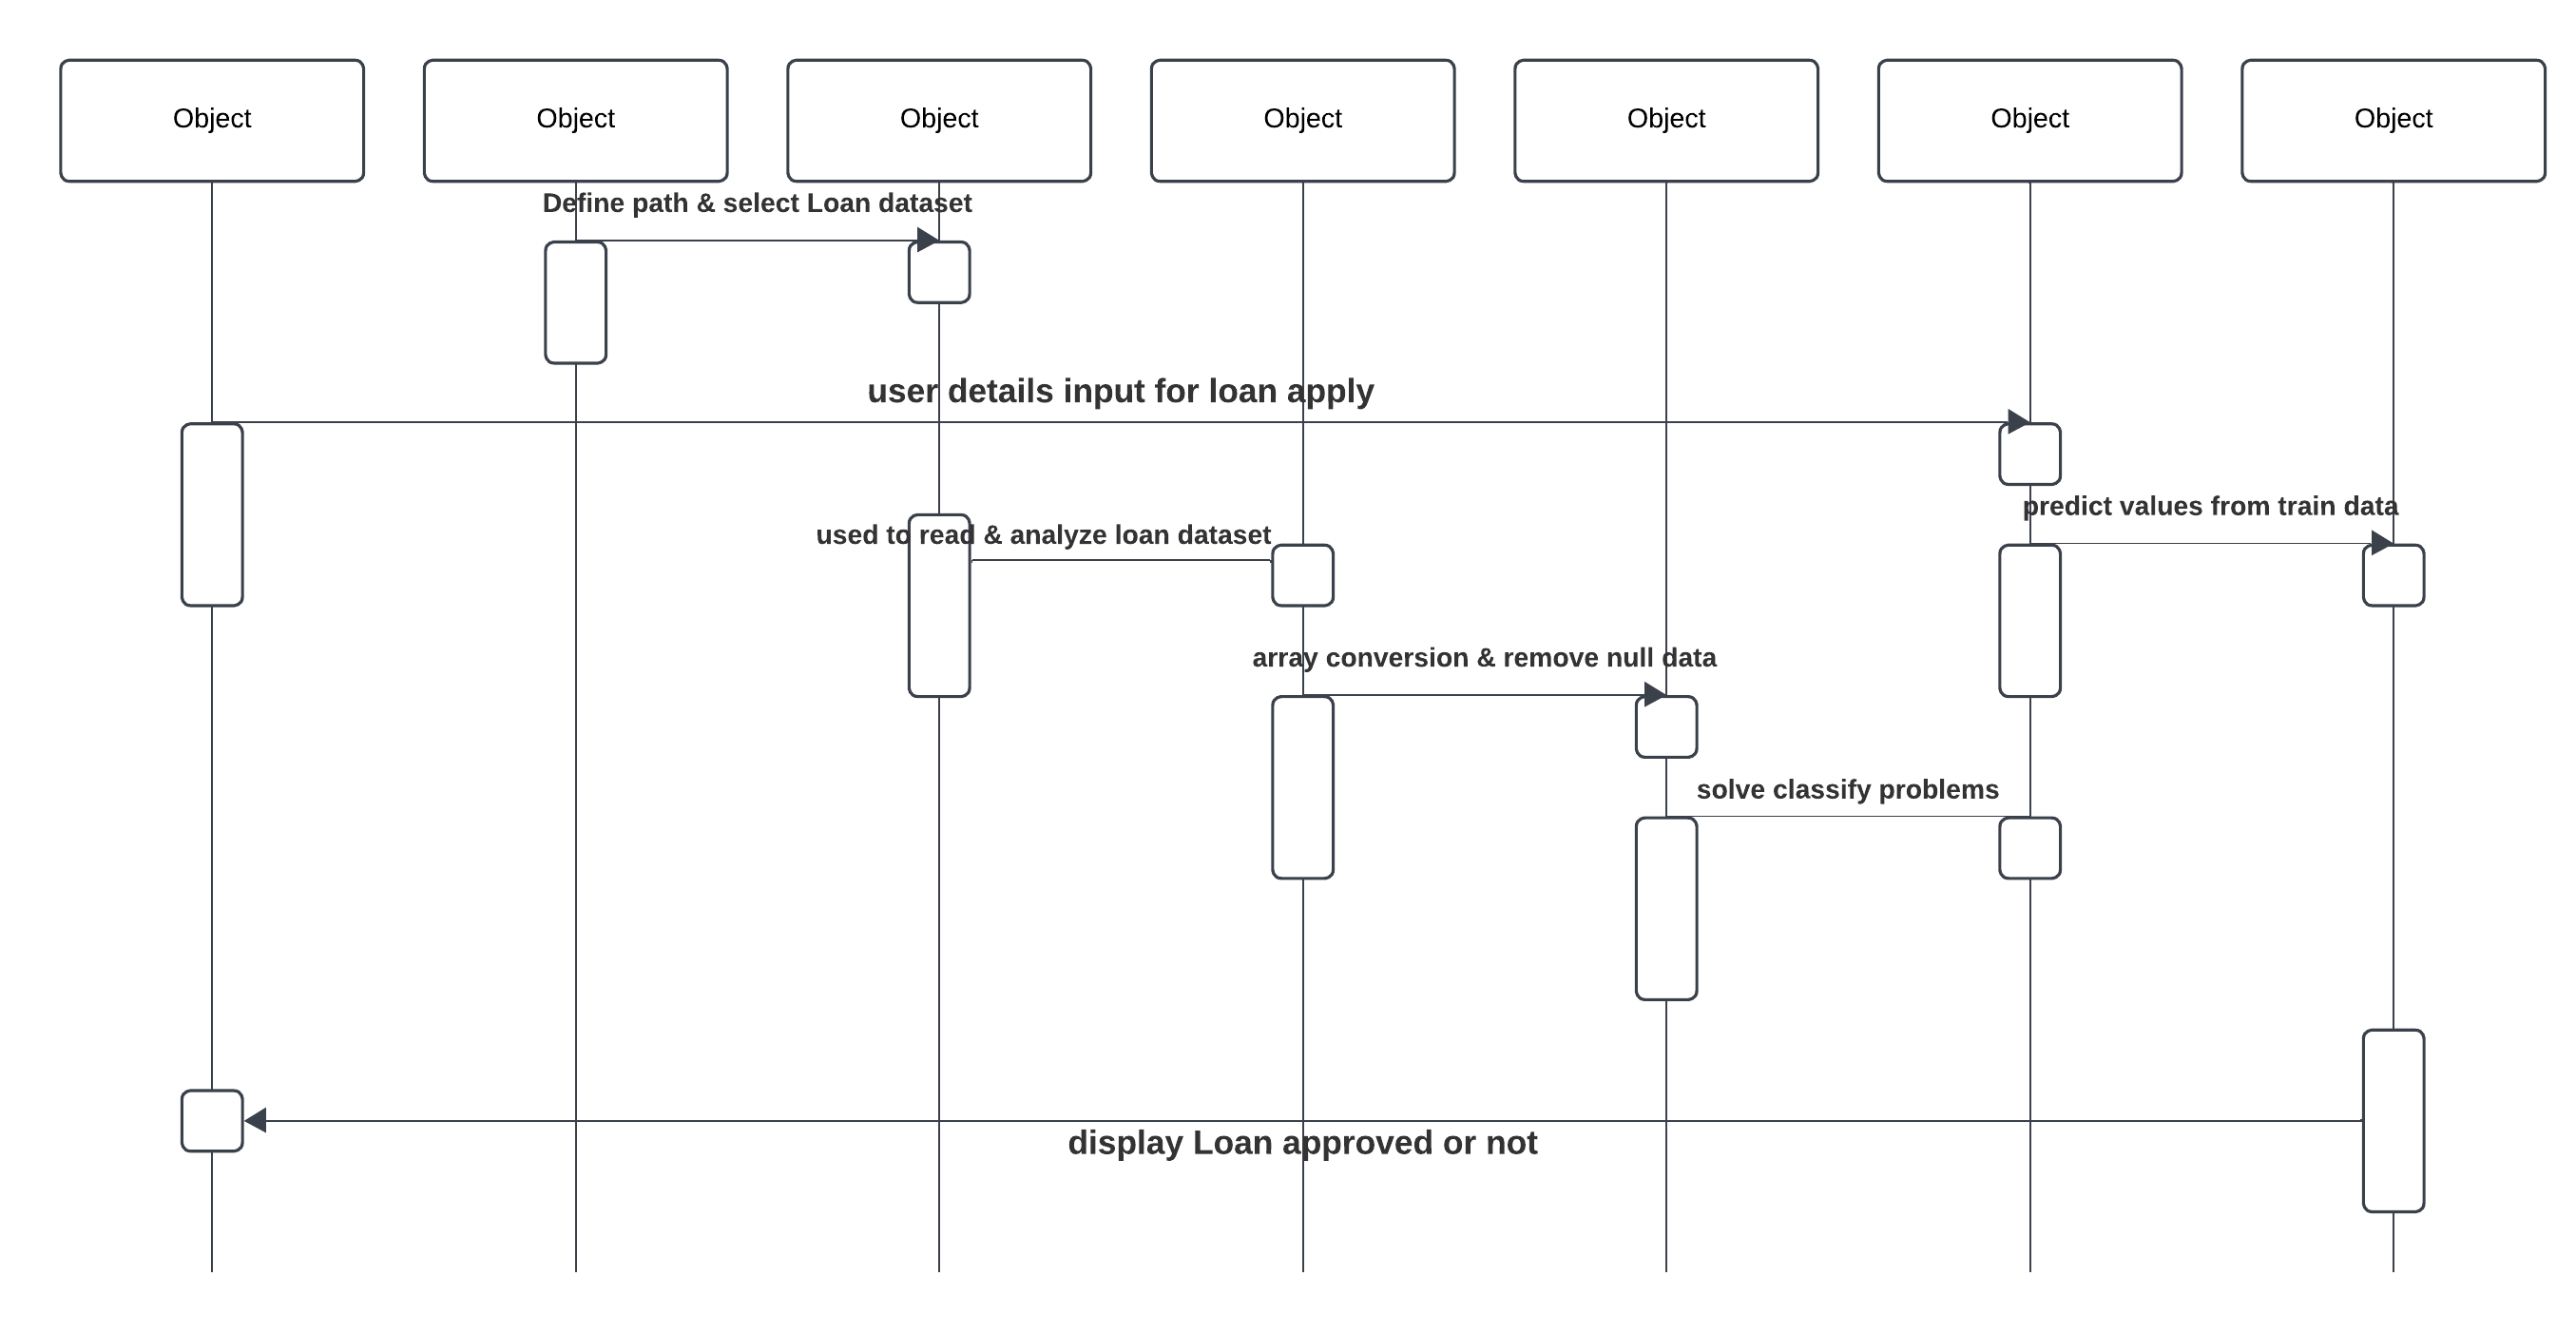 Object
Object
Object
Object
Object
Object
Object
Define path & select Loan dataset
user details input for loan apply
predict values from train data
used to read & analyze loan dataset
array conversion & remove null data
solve classify problems
display Loan approved or not